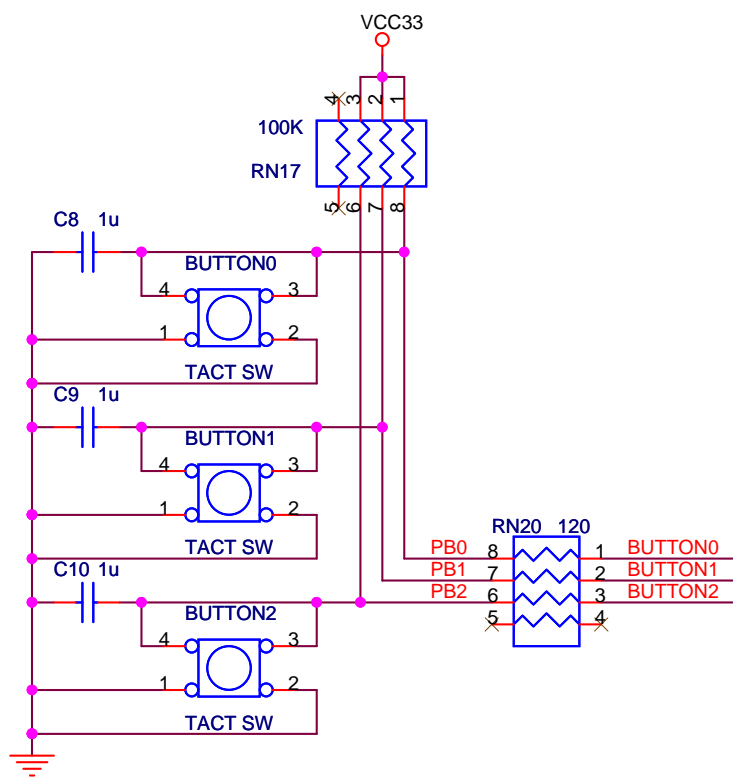 VCC33
4 3 2 1
100K
RN17
5 6 7 8
C8 1u
BUTTON0
4 3
1 2
TACT SW
C9 1u
BUTTON1
4 3
1 2
TACT SW
RN20 120
PB0 8 1 BUTTON0
PB1 7 2 BUTTON1
PB2 6 3 BUTTON2
5 4
C10 1u
BUTTON2
4 3
1 2
TACT SW